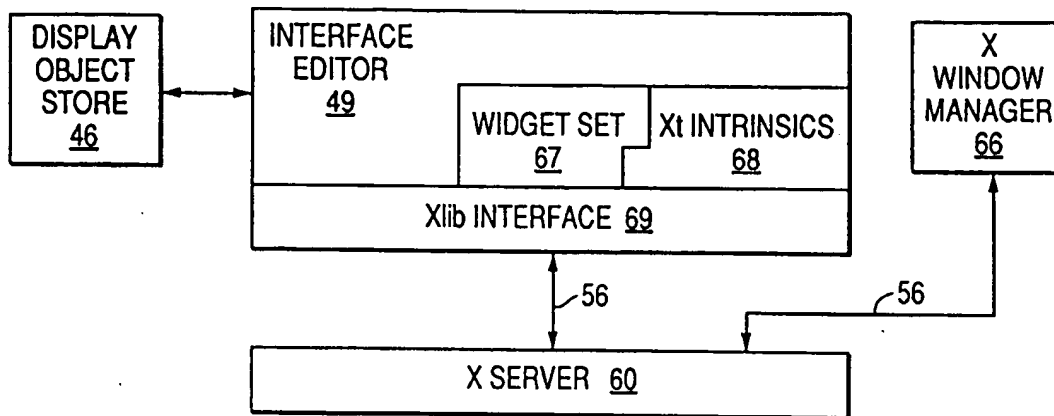 DISPLAY
OBJECT
STORE
46
INTERFACE
EDITOR
49
WIDGET SET
67
Xt INTRINSICS
68
Xlib INTERFACE 69
X
WINDOW
MANAGER
66
56
56
X SERVER 60